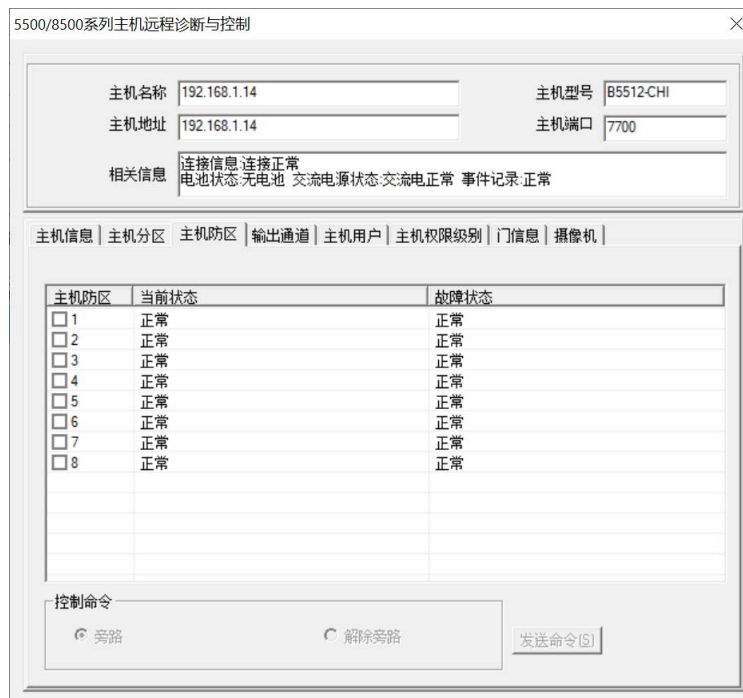 5500/8500系列主机远程诊断与控制
主机名称 192.168.1.14 主机型号 B5512-CHI
主机地址 192.168.1.14 主机端口 7700
相关信息 连接信息:连接正常
电池状态:无电池 交流电源状态:交流电正常 事件记录:正常
主机信息 主机分区 主机防区 输出通道 主机用户 主机权限级别 门信息 摄像机
主机防区 当前状态 故障状态
1 正常 正常
2 正常 正常
3 正常 正常
4 正常 正常
5 正常 正常
6 正常 正常
7 正常 正常
8 正常 正常
控制命令
旁路 解除旁路 发送命令(S)